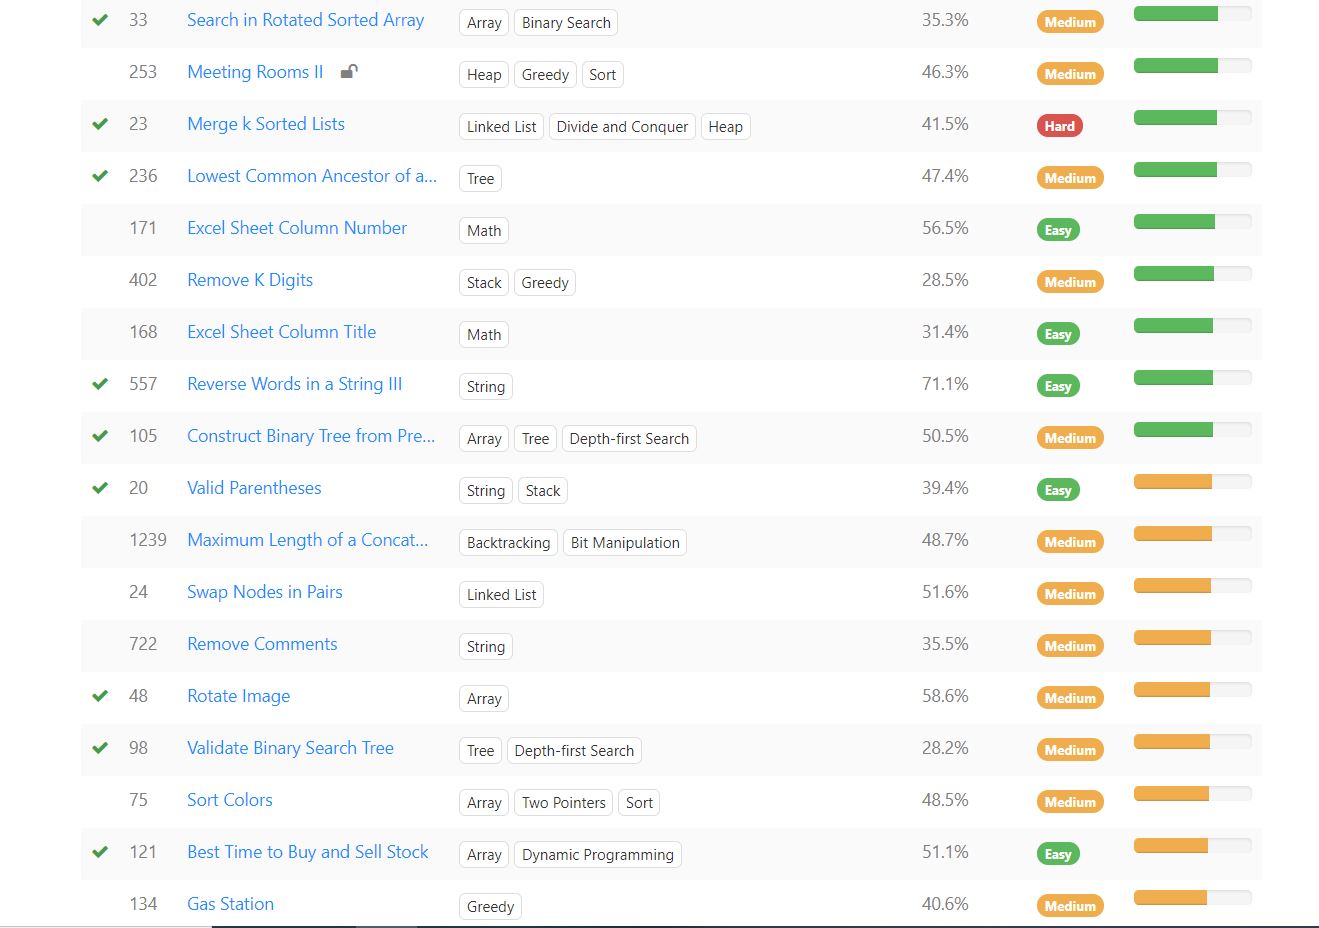 33 Search in Rotated Sorted Array Array Binary Search 35.3% Medium
253 Meeting Rooms II Heap Greedy Sort 46.3% Medium
23 Merge k Sorted Lists Linked List Divide and Conquer Heap 41.5% Hard
236 Lowest Common Ancestor of a... Tree 47.4% Medium
171 Excel Sheet Column Number Math 56.5% Easy
402 Remove K Digits Stack Greedy 28.5% Medium
168 Excel Sheet Column Title Math 31.4% Easy
557 Reverse Words in a String III String 71.1% Easy
105 Construct Binary Tree from Pre... Array Tree Depth-first Search 50.5% Medium
20 Valid Parentheses String Stack 39.4% Easy
1239 Maximum Length of a Concat... Backtracking Bit Manipulation 48.7% Medium
24 Swap Nodes in Pairs Linked List 51.6% Medium
722 Remove Comments String 35.5% Medium
48 Rotate Image Array 58.6% Medium
98 Validate Binary Search Tree Tree Depth-first Search 28.2% Medium
75 Sort Colors Array Two Pointers Sort 48.5% Medium
121 Best Time to Buy and Sell Stock Array Dynamic Programming 51.1% Easy
134 Gas Station Greedy 40.6% Medium